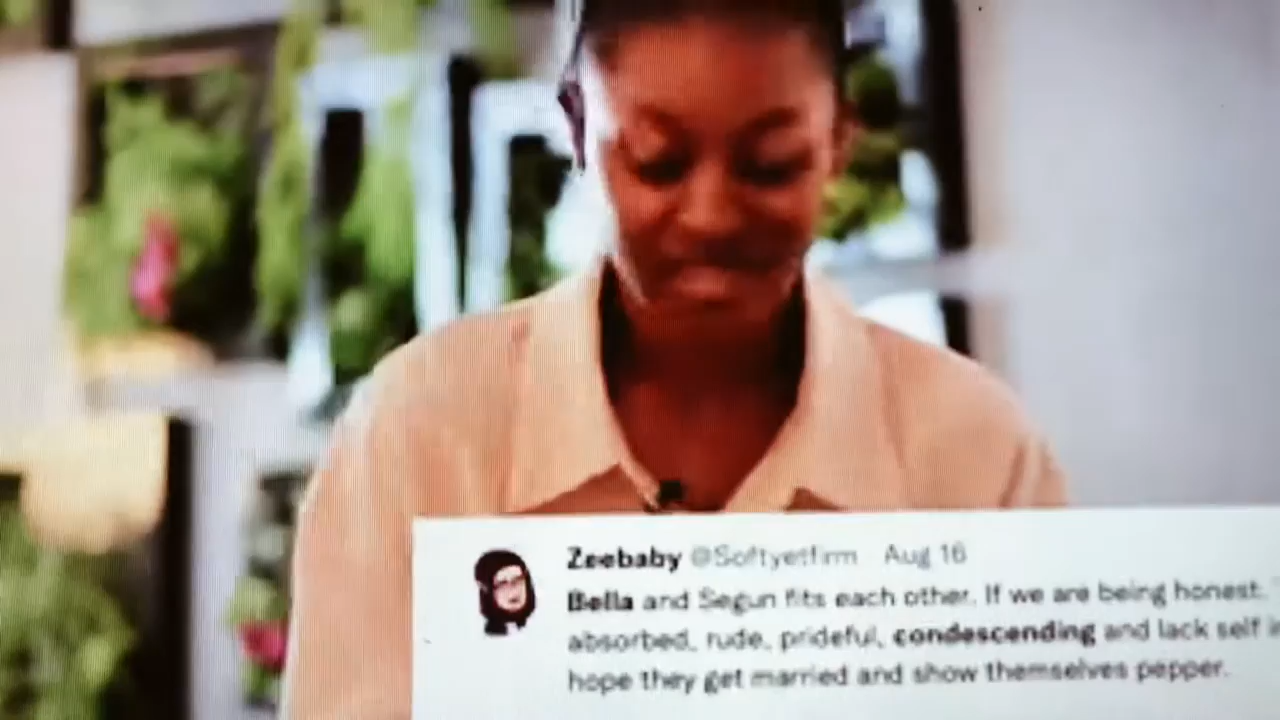 Zeebaby @Softyetfirm Aug 16
Bella and Segun fits each other. If we are being honest.
absorbed, rude, prideful, condescending and lack self
hope they get married and show themselves pepper.